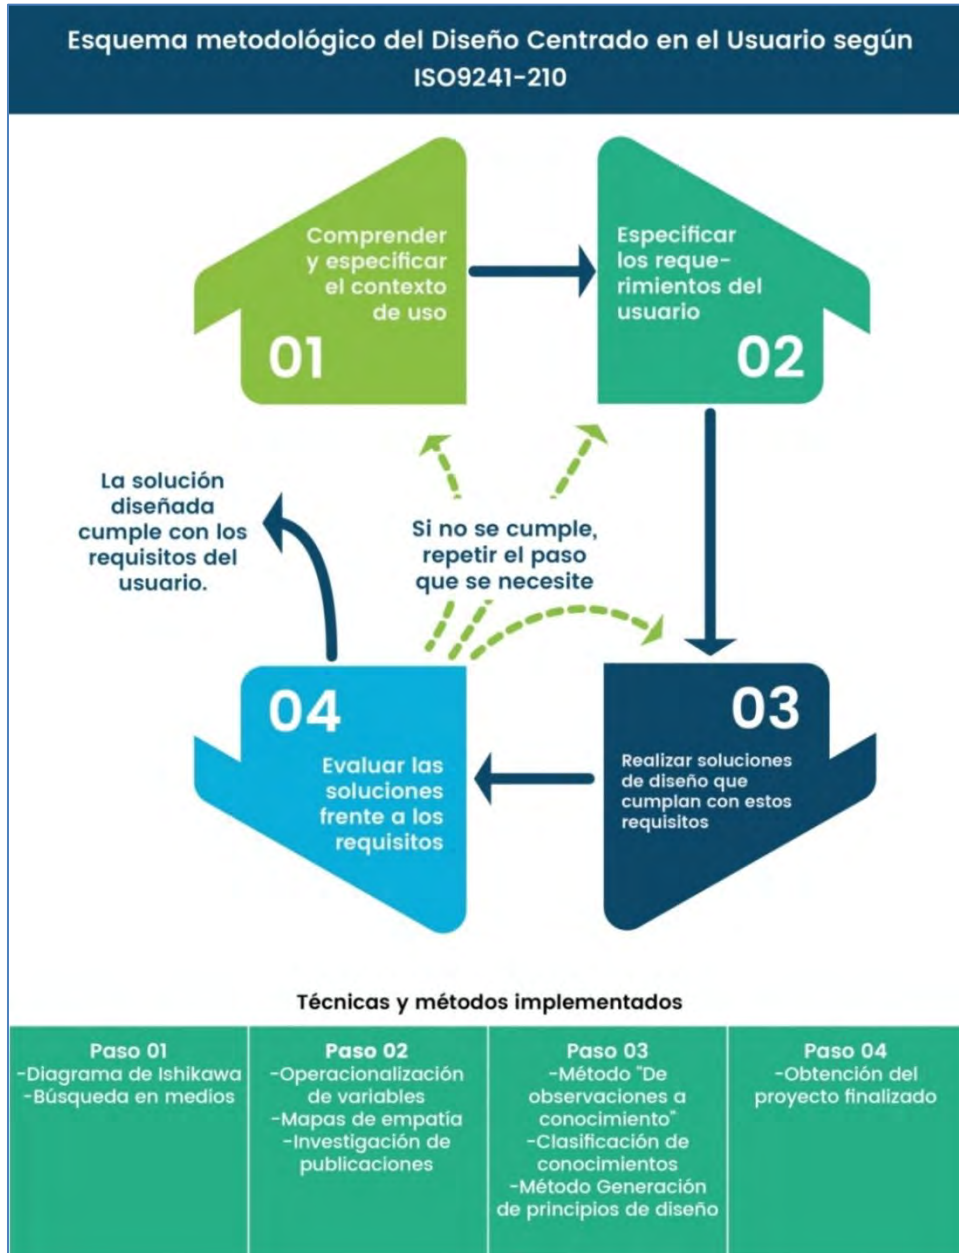 Esquema metodológico del Diseño Centrado en el Usuario según
ISO9241-210
Comprender
y especificar
el contexto
de uso
01
Especificar
los reque-
rimientos del
usuario
02
La solución
diseñada
cumple con los
requisitos del
usuario.
Si no se cumple,
repetir el paso
que se necesite
04
Evaluar las
soluciones
frente a los
requisitos
03
Realizar soluciones
de diseño que
cumplan con estos
requisitos
Técnicas y métodos implementados
Paso 01
-Diagrama de Ishikawa
-Búsqueda en medios
Paso 02
-Operacionalización
de variables
-Mapas de empatía
-Investigación de
publicaciones
Paso 03
-Método "De
observaciones a
conocimiento"
-Clasificación de
conocimientos
-Método Generación
de principios de diseño
Paso 04
-Obtención del
proyecto finalizado